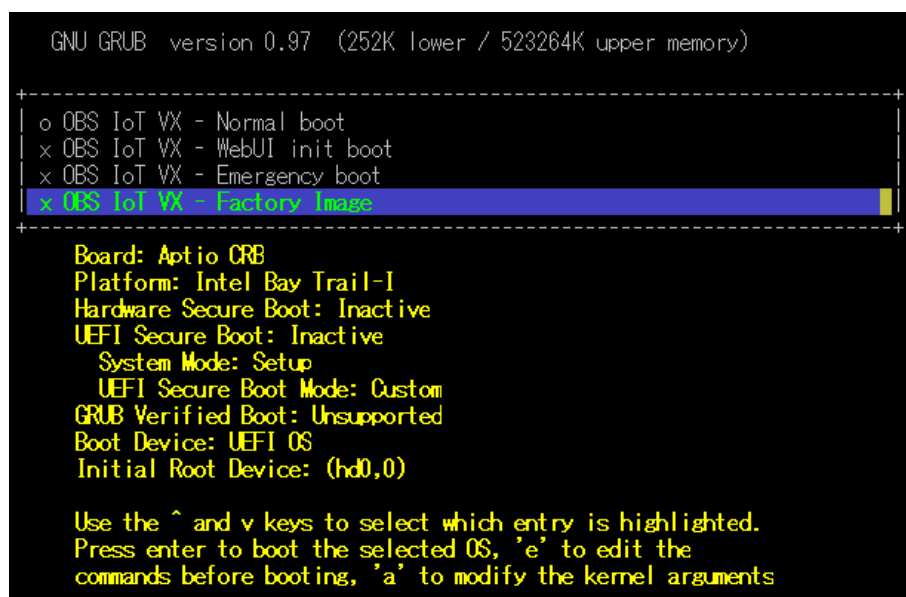 GNU GRUB  version 0.97  (252K lower / 523264K upper memory)
+-------------------------------------------------------------------------+
| o OBS IoT VX - Normal boot |
| x OBS IoT VX - WebUI init boot |
| x OBS IoT VX - Emergency boot |
| x OBS IoT VX - Factory Image |
+-------------------------------------------------------------------------+
Board: Aptio CRB
Platform: Intel Bay Trail-I
Hardware Secure Boot: Inactive
UEFI Secure Boot: Inactive
System Mode: Setup
UEFI Secure Boot Mode: Custom
GRUB Verified Boot: Unsupported
Boot Device: UEFI OS
Initial Root Device: (hd0,0)
Use the ^ and v keys to select which entry is highlighted.
Press enter to boot the selected OS, 'e' to edit the
commands before booting, 'a' to modify the kernel arguments